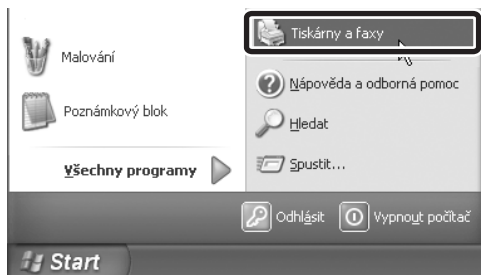 Malování
Poznámkový blok
Všechny programy
Tiskárny a faxy
Nápověda a odborná pomoc
Hledat
Spustit...
Odhlásit
Vypnout počítač
Start